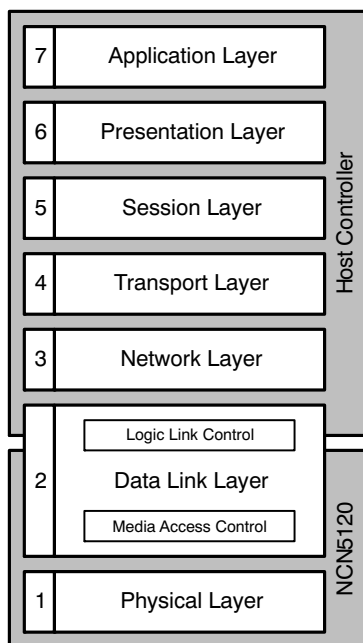 7 Application Layer
6 Presentation Layer
5 Session Layer
4 Transport Layer
3 Network Layer
Logic Link Control
2 Data Link Layer
Media Access Control
1 Physical Layer
Host Controller
NCN5120